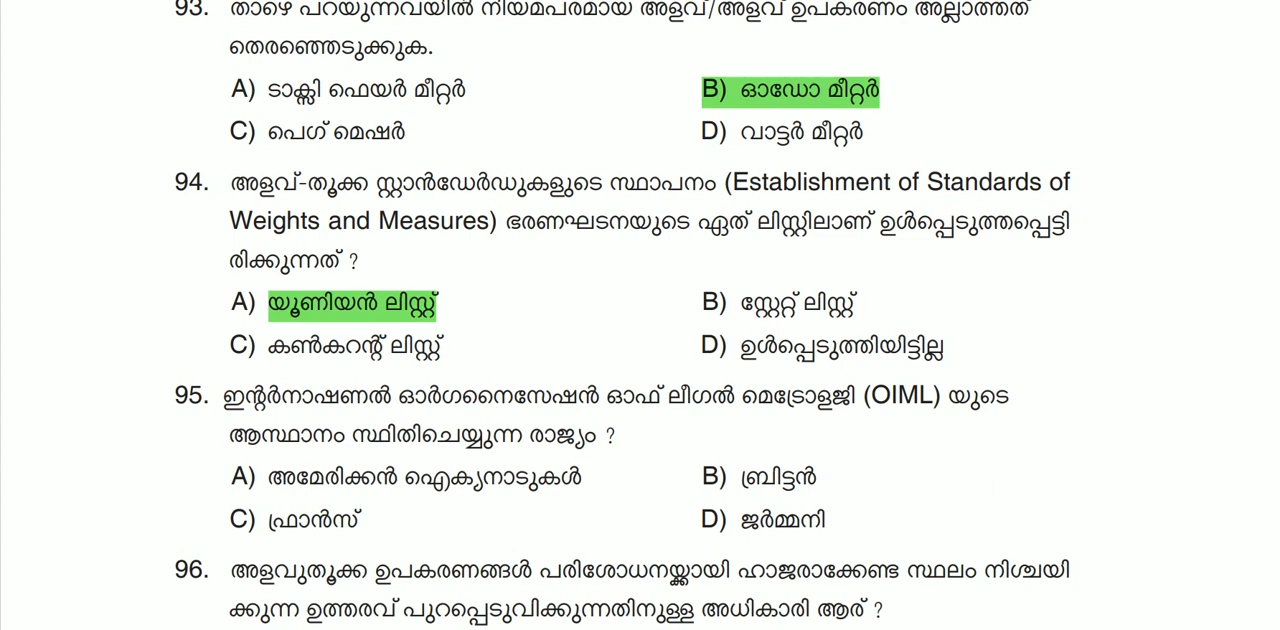 93. താഴെ പറയുന്നവയിൽ നിയമപരമായ അളവ്/അളവ് ഉപകരണം അല്ലാത്തത്
തെരഞ്ഞെടുക്കുക.
A) ടാക്സി ഫെയർ മീറ്റർ B) ഓഡോ മീറ്റർ
C) പെഗ് മെഷർ D) വാട്ടർ മീറ്റർ
94. അളവ്-തൂക്ക സ്റ്റാൻഡേർഡുകളുടെ സ്ഥാപനം (Establishment of Standards of
Weights and Measures) ഭരണഘടനയുടെ ഏത് ലിസ്റ്റിലാണ് ഉൾപ്പെടുത്തപ്പെട്ടി
രിക്കുന്നത് ?
A) യൂണിയൻ ലിസ്റ്റ് B) സ്റ്റേറ്റ് ലിസ്റ്റ്
C) കൺകറന്റ് ലിസ്റ്റ് D) ഉൾപ്പെടുത്തിയിട്ടില്ല
95. ഇന്റർനാഷണൽ ഓർഗനൈസേഷൻ ഓഫ് ലീഗൽ മെട്രോളജി (OIML) യുടെ
ആസ്ഥാനം സ്ഥിതിചെയ്യുന്ന രാജ്യം ?
A) അമേരിക്കൻ ഐക്യനാടുകൾ B) ബ്രിട്ടൻ
C) ഫ്രാൻസ് D) ജർമ്മനി
96. അളവുതൂക്ക ഉപകരണങ്ങൾ പരിശോധനയ്ക്കായി ഹാജരാക്കേണ്ട സ്ഥലം നിശ്ചയി
ക്കുന്ന ഉത്തരവ് പുറപ്പെടുവിക്കുന്നതിനുള്ള അധികാരി ആര് ?